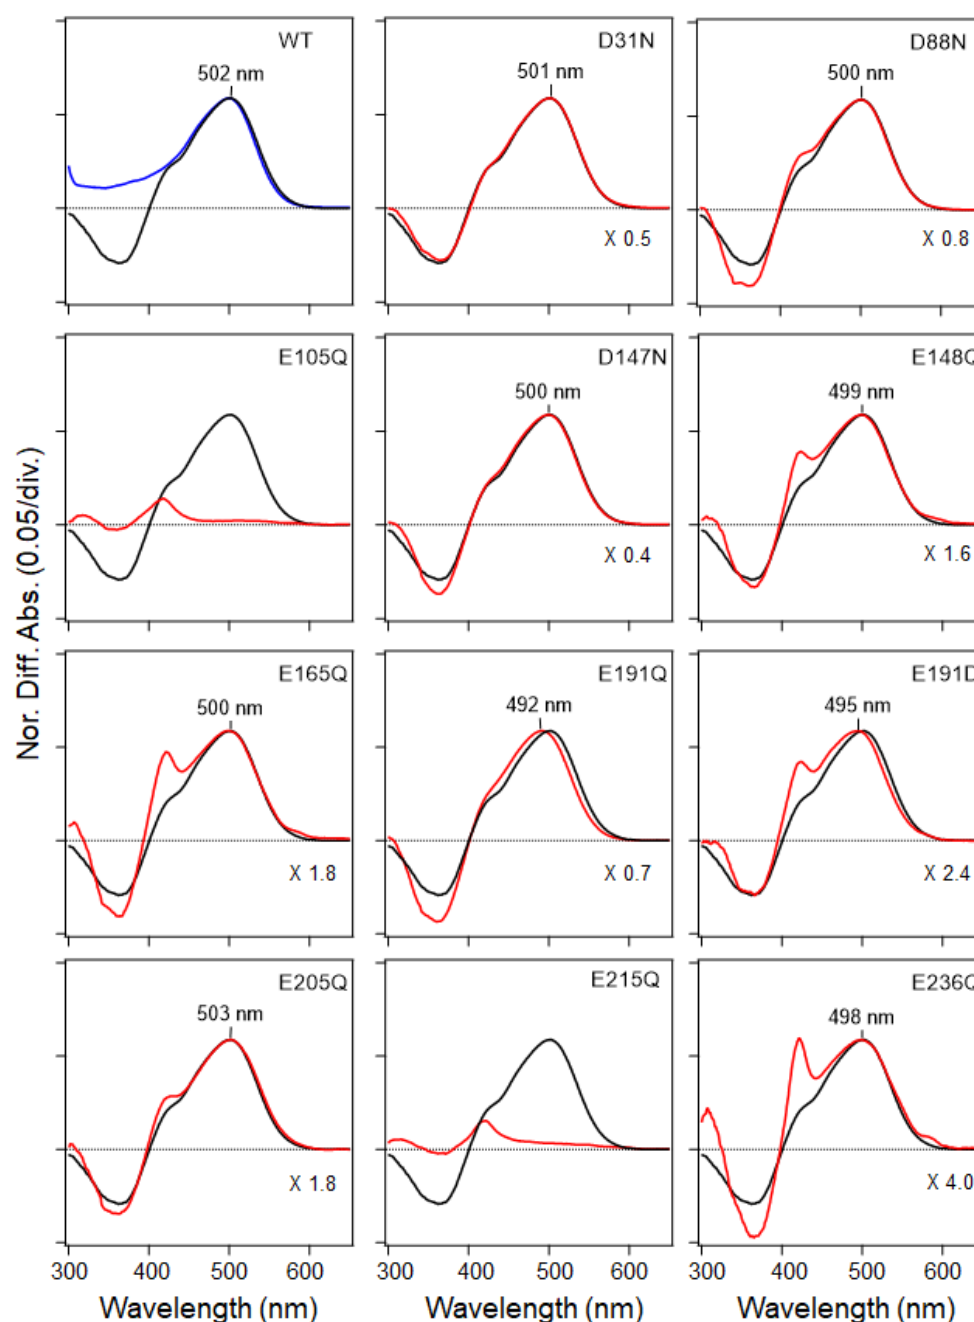 WT
502 nm
D31N
501 nm
X 0.5
D88N
500 nm
X 0.8
E105Q
D147N
500 nm
X 0.4
E148Q
499 nm
X 1.6
E165Q
500 nm
X 1.8
E191Q
492 nm
X 0.7
E191D
495 nm
X 2.4
E205Q
503 nm
X 1.8
E215Q
E236Q
498 nm
X 4.0
Nor. Diff. Abs. (0.05/div.)
300 400 500 600
300 400 500 600
300 400 500 600
Wavelength (nm)
Wavelength (nm)
Wavelength (nm)